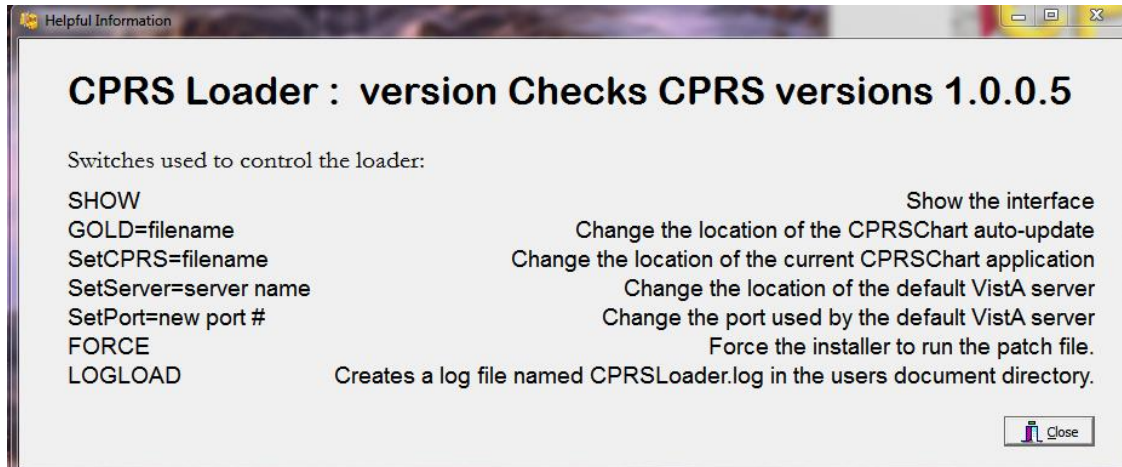 Helpful Information
CPRS Loader : version Checks CPRS versions 1.0.0.5
Switches used to control the loader:
SHOW Show the interface
GOLD=filename Change the location of the CPRSChart auto-update
SetCPRS=filename Change the location of the current CPRSChart application
SetServer=server name Change the location of the default VistA server
SetPort=new port # Change the port used by the default VistA server
FORCE Force the installer to run the patch file.
LOGLOAD Creates a log file named CPRSLoader.log in the users document directory.
Close